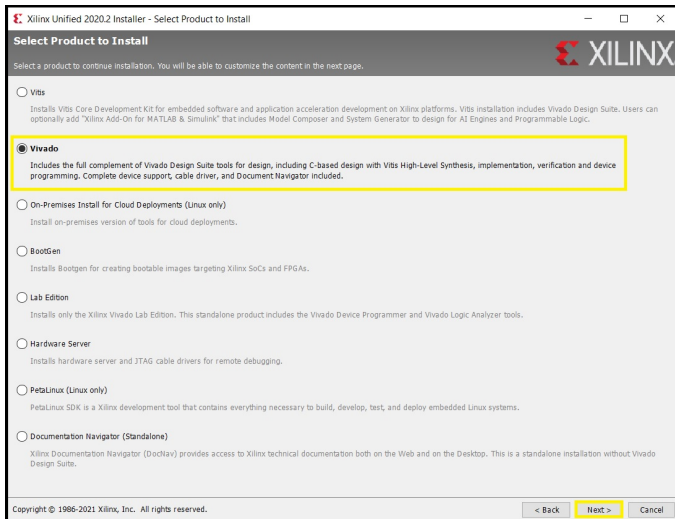 Xilinx Unified 2020.2 Installer - Select Product to Install
Select Product to Install
XILINX
Select a product to continue installation. You will be able to customize the content in the next page.
Vitis
Installs Vitis Core Development Kit for embedded software and application acceleration development on Xilinx platforms. Vitis installation includes Vivado Design Suite. Users can
optionally add "Xilinx Add-On for MATLAB & Simulink" that includes Model Composer and System Generator to design for AI Engines and Programmable Logic.
Vivado
Includes the full complement of Vivado Design Suite tools for design, including C-based design with Vitis High-Level Synthesis, implementation, verification and device
programming. Complete device support, cable driver, and Document Navigator included.
On-Premises Install for Cloud Deployments (Linux only)
Install on-premises version of tools for cloud deployments.
BootGen
Installs Bootgen for creating bootable images targeting Xilinx SoCs and FPGAs.
Lab Edition
Installs only the Xilinx Vivado Lab Edition. This standalone product includes the Vivado Device Programmer and Vivado Logic Analyzer tools.
Hardware Server
Installs hardware server and JTAG cable drivers for remote debugging.
PetaLinux (Linux only)
PetaLinux SDK is a Xilinx development tool that contains everything necessary to build, develop, test, and deploy embedded Linux systems.
Documentation Navigator (Standalone)
Xilinx Documentation Navigator (DocNav) provides access to Xilinx technical documentation both on the Web and on the Desktop. This is a standalone installation without Vivado
Design Suite.
Copyright © 1986-2021 Xilinx, Inc. All rights reserved.
< Back Next > Cancel